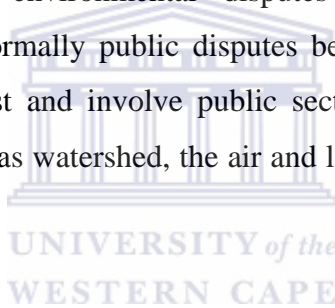 environmental disputes
ormally public disputes be
st and involve public sect
as watershed, the air and l
UNIVERSITY of the
WESTERN CAPE